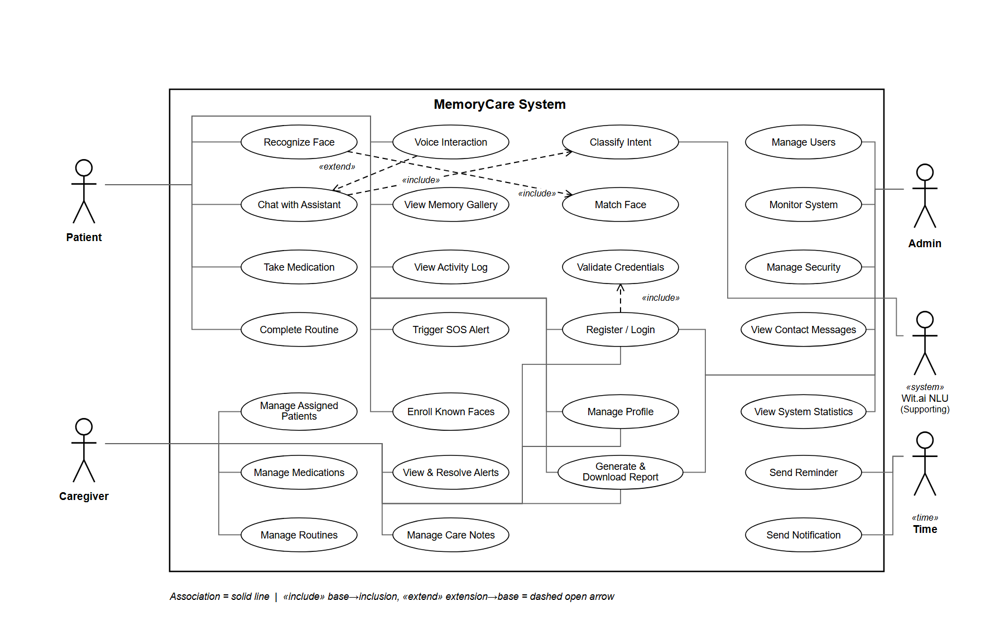 MemoryCare System
Recognize Face
Voice Interaction
Classify Intent
Manage Users
«extend»
«include»
«include»
Chat with Assistant
View Memory Gallery
Match Face
Monitor System
Patient
Admin
Take Medication
View Activity Log
Validate Credentials
Manage Security
«include»
Complete Routine
Trigger SOS Alert
Register / Login
View Contact Messages
«system»
Wit.ai NLU
(Supporting)
Manage Assigned
Patients
Enroll Known Faces
Manage Profile
View System Statistics
Manage Medications
View & Resolve Alerts
Generate &
Download Report
Send Reminder
Caregiver
«time»
Time
Manage Routines
Manage Care Notes
Send Notification
Association = solid line | «include» base→inclusion, «extend» extension→base = dashed open arrow